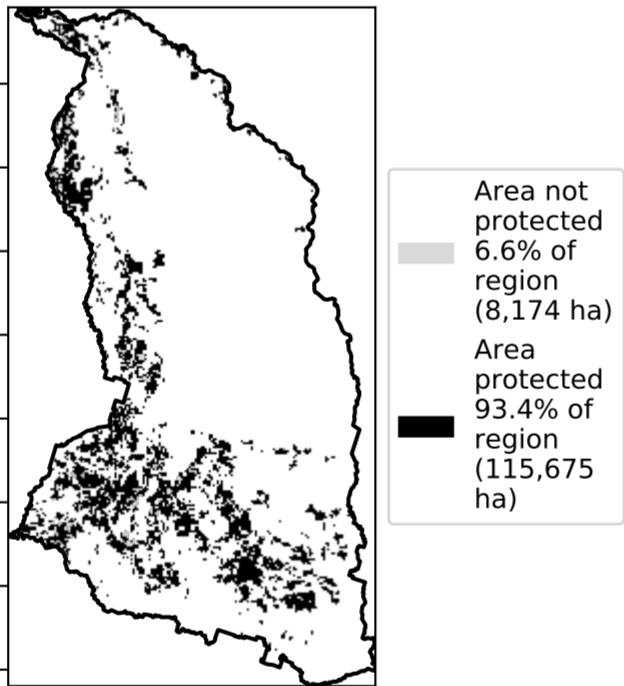 Area not
protected
6.6% of
region
(8,174 ha)
Area
protected
93.4% of
region
(115,675
ha)